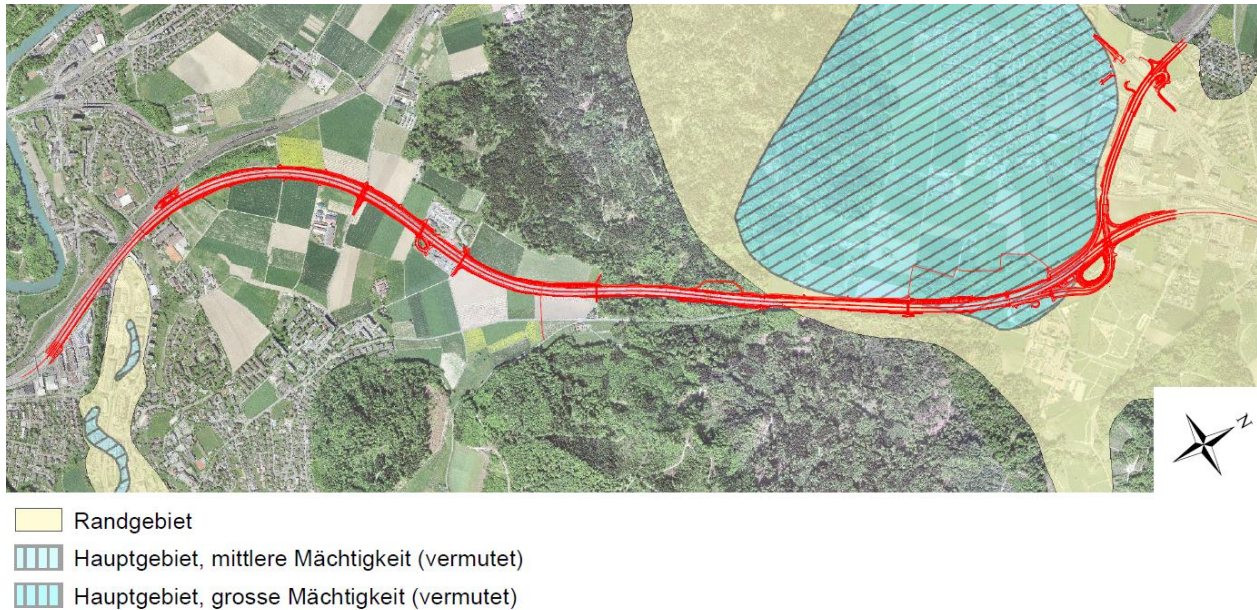 N
Randgebiet
Hauptgebiet, mittlere Mächtigkeit (vermutet)
Hauptgebiet, grosse Mächtigkeit (vermutet)